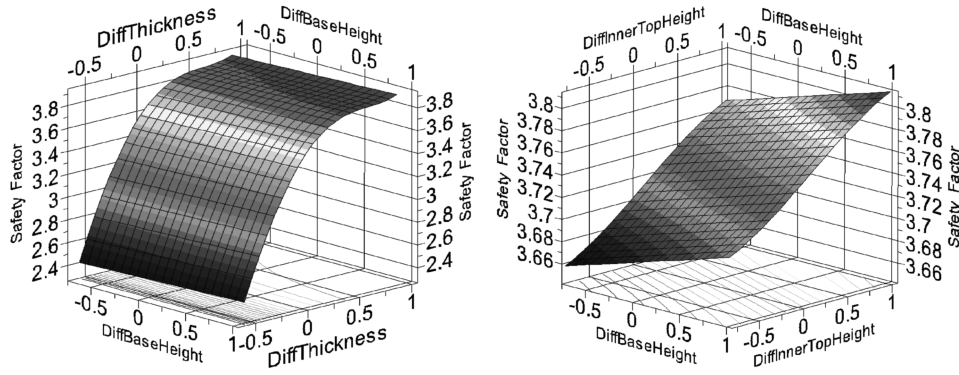 DiffThickness
DiffBaseHeight
-0.5 0 0.5 1
-0.5 0 0.5 1
3.8
3.6
3.4
3.2
3
2.8
2.6
2.4
Safety Factor
3.8
3.6
3.4
3.2
3
2.8
2.6
2.4
Safety Factor
-0.5 0 0.5 1
-0.5 0 0.5 1
DiffBaseHeight
DiffThickness
DiffInnerTopHeight
DiffBaseHeight
-0.5 0 0.5 1
-0.5 0 0.5 1
3.8
3.78
3.76
3.74
3.72
3.7
3.68
3.66
Safety Factor
3.8
3.78
3.76
3.74
3.72
3.7
3.68
3.66
Safety Factor
-0.5 0 0.5 1
-0.5 0 0.5 1
DiffBaseHeight
DiffInnerTopHeight